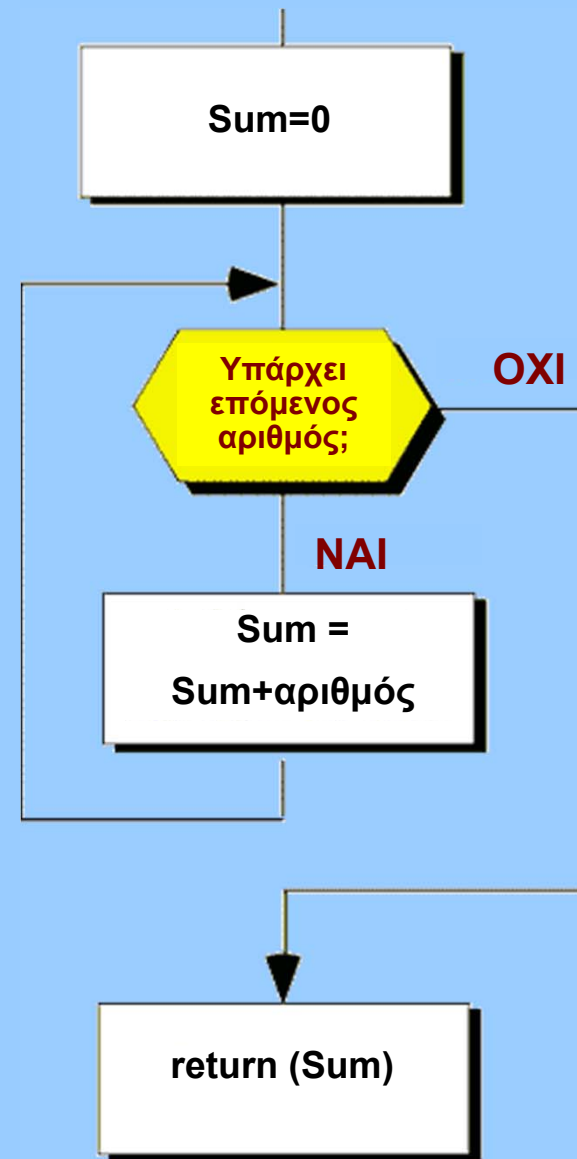 Sum=0
Υπάρχει
επόμενος
αριθμός;
ΟΧΙ
ΝΑΙ
Sum =
Sum+αριθμός
return (Sum)